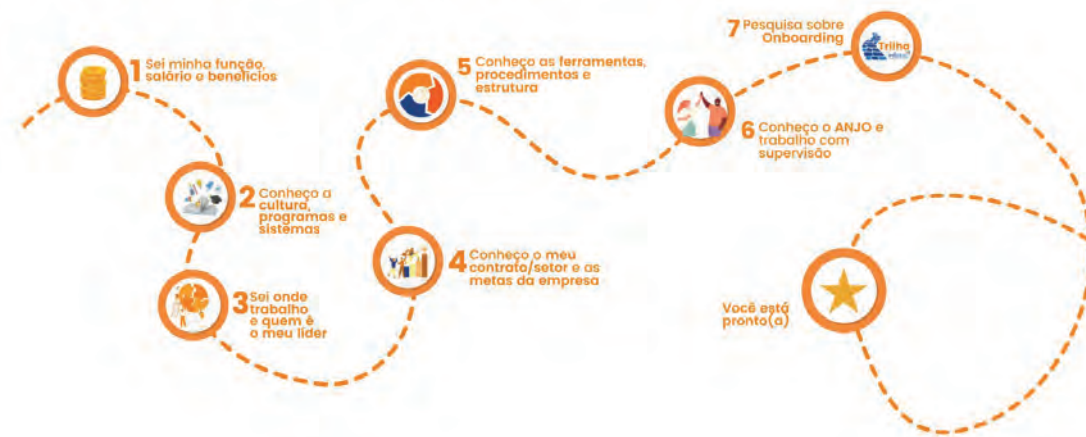 1 Sei minha função,
salário e benefícios
2 Conheço a
cultura,
programas e
sistemas
3 Sei onde
trabalho
e quem é
o meu líder
4 Conheço o meu
contrato/setor e as
metas da empresa
5 Conheço as ferramentas,
procedimentos e
estrutura
6 Conheço o ANJO e
trabalho com
supervisão
7 Pesquisa sobre
Onboarding
Trilha
Você está
pronto(a)